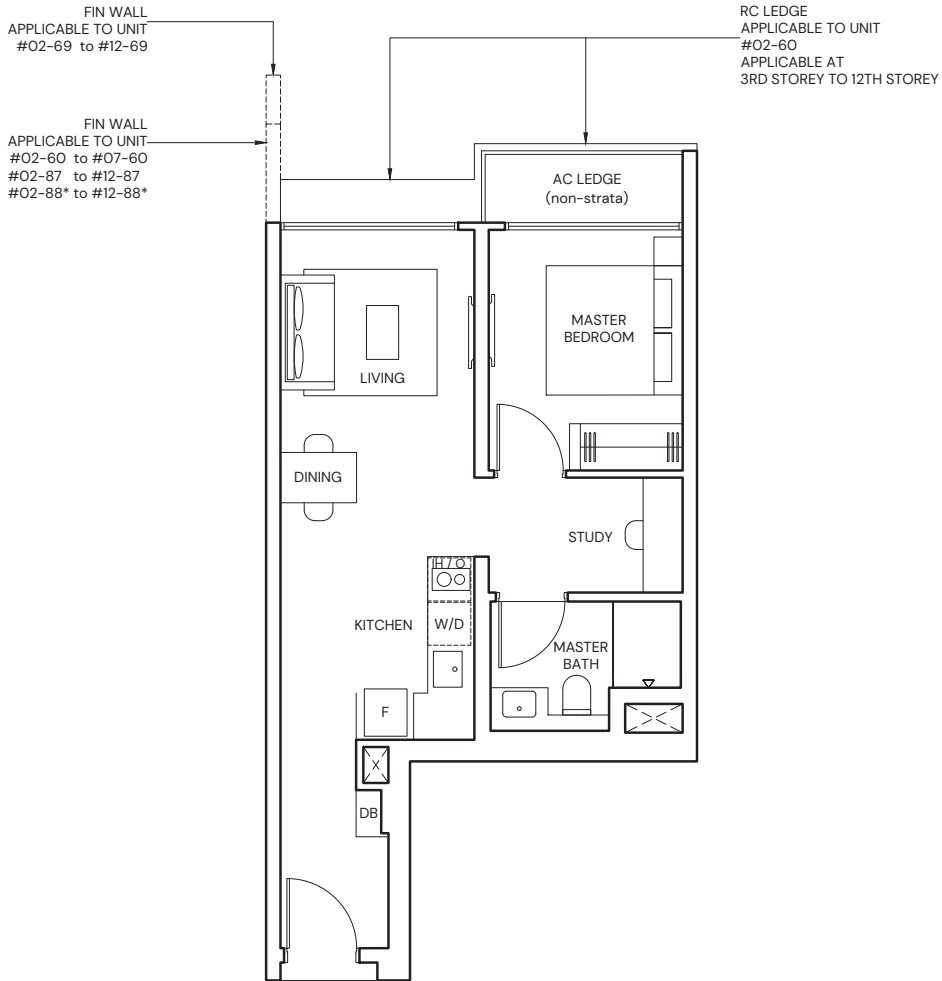 FIN WALL
APPLICABLE TO UNIT
#02-69 to #12-69
RC LEDGE
APPLICABLE TO UNIT
#02-60
APPLICABLE AT
3RD STOREY TO 12TH STOREY
FIN WALL
APPLICABLE TO UNIT
#02-60 to #07-60
#02-87 to #12-87
#02-88* to #12-88*
AC LEDGE
(non-strata)
MASTER
BEDROOM
LIVING
DINING
STUDY
IH / O
KITCHEN
W/D
MASTER
BATH
F
DB